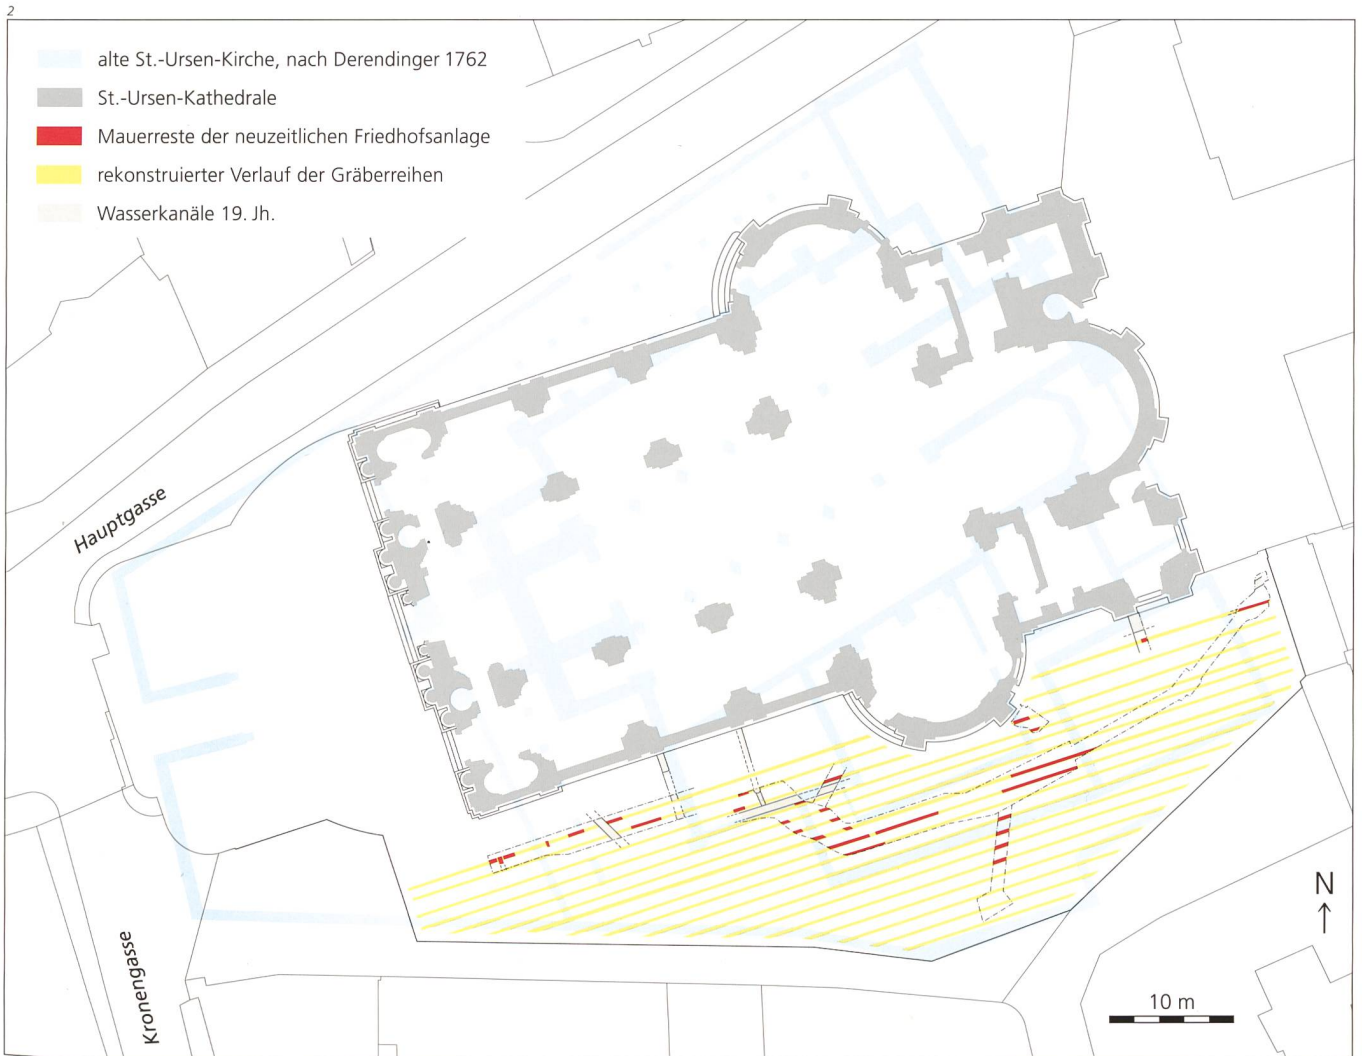 2
alte St.-Ursen-Kirche, nach Derendinger 1762
St.-Ursen-Kathedrale
Mauerreste der neuzeitlichen Friedhofsanlage
rekonstruierter Verlauf der Gräberreihen
Wasserkanäle 19. Jh.
Hauptgasse
Kronengasse
N
10 m